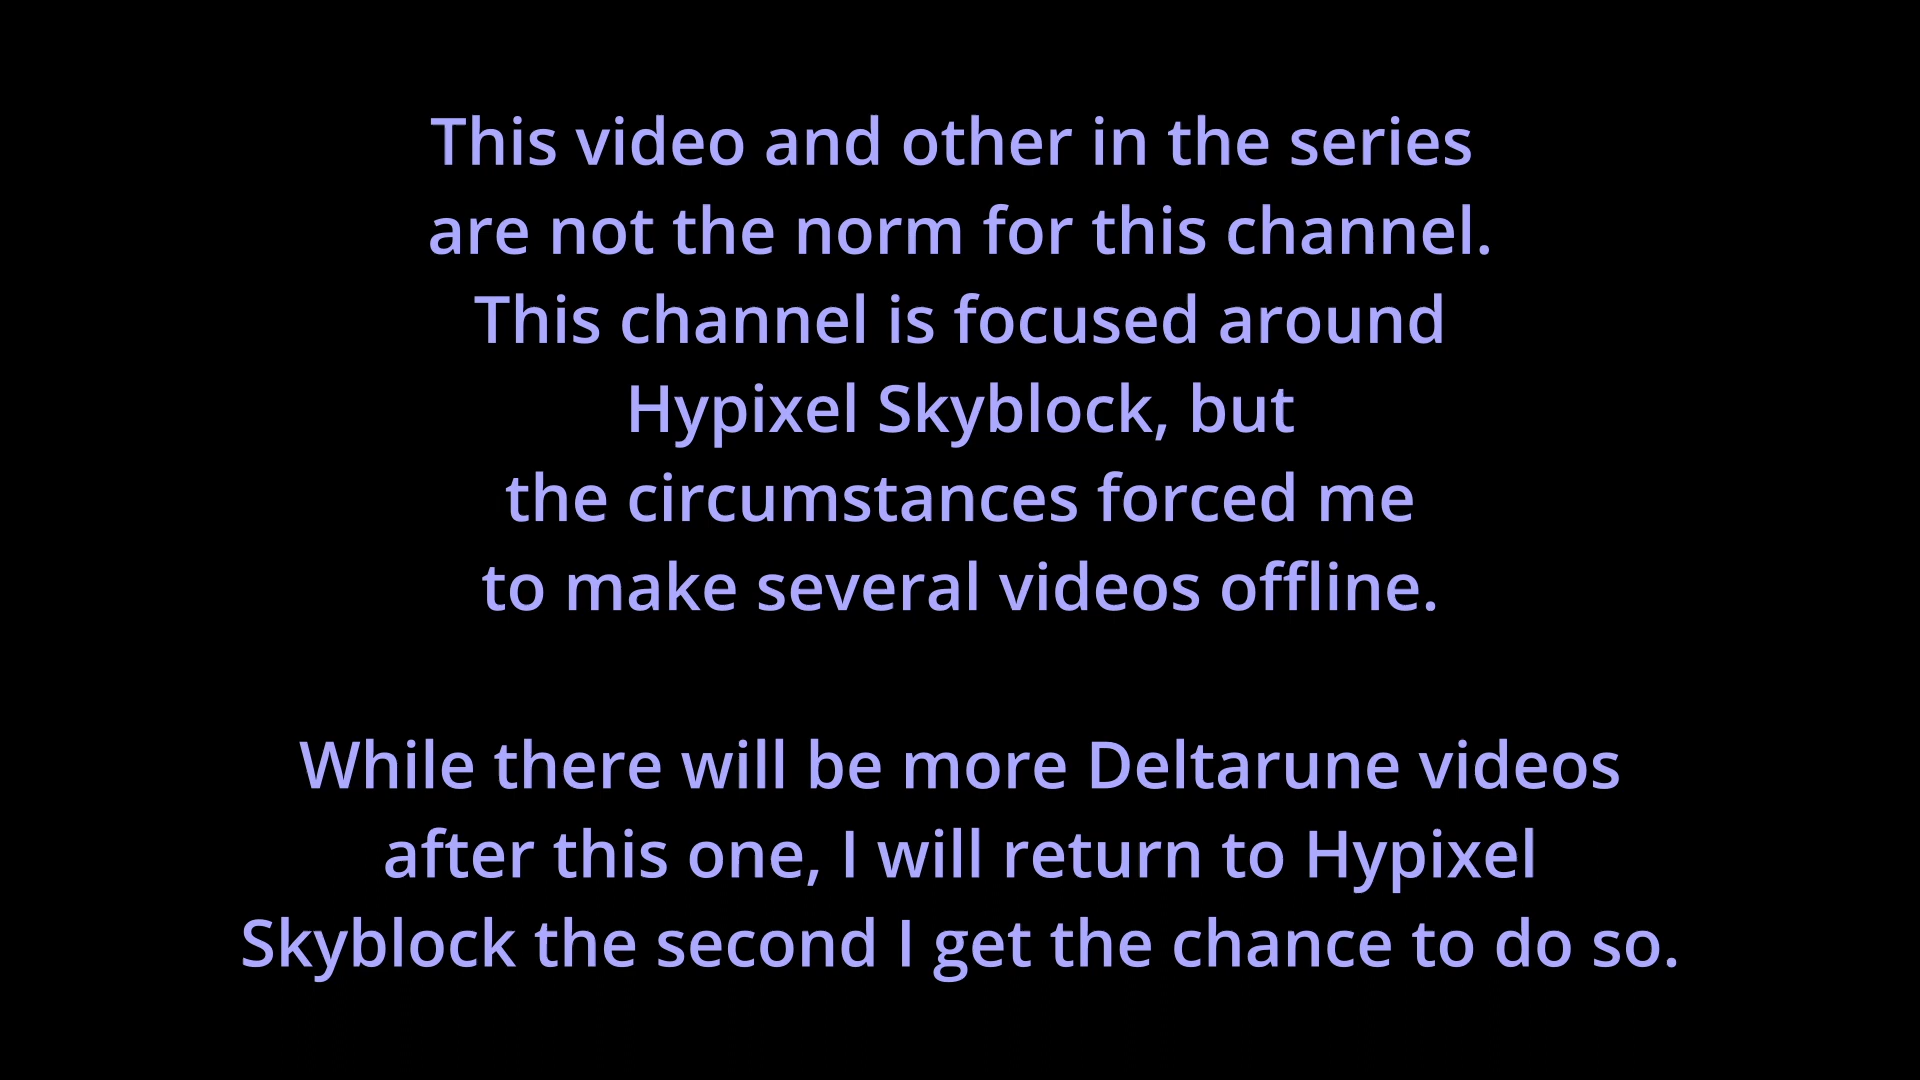 This video and other in the series
are not the norm for this channel.
This channel is focused around
Hypixel Skyblock, but
the circumstances forced me
to make several videos offline.
While there will be more Deltarune videos
after this one, I will return to Hypixel
Skyblock the second I get the chance to do so.